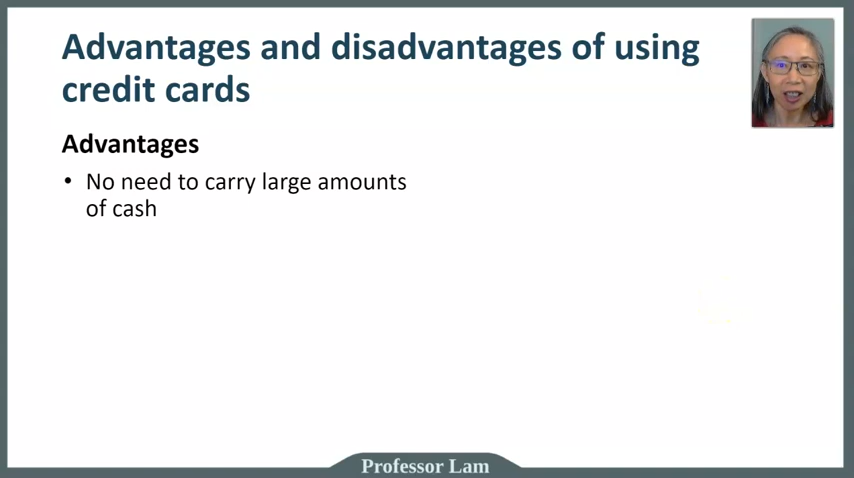 Advantages and disadvantages of using
credit cards
Advantages
• No need to carry large amounts
of cash
Professor Lam